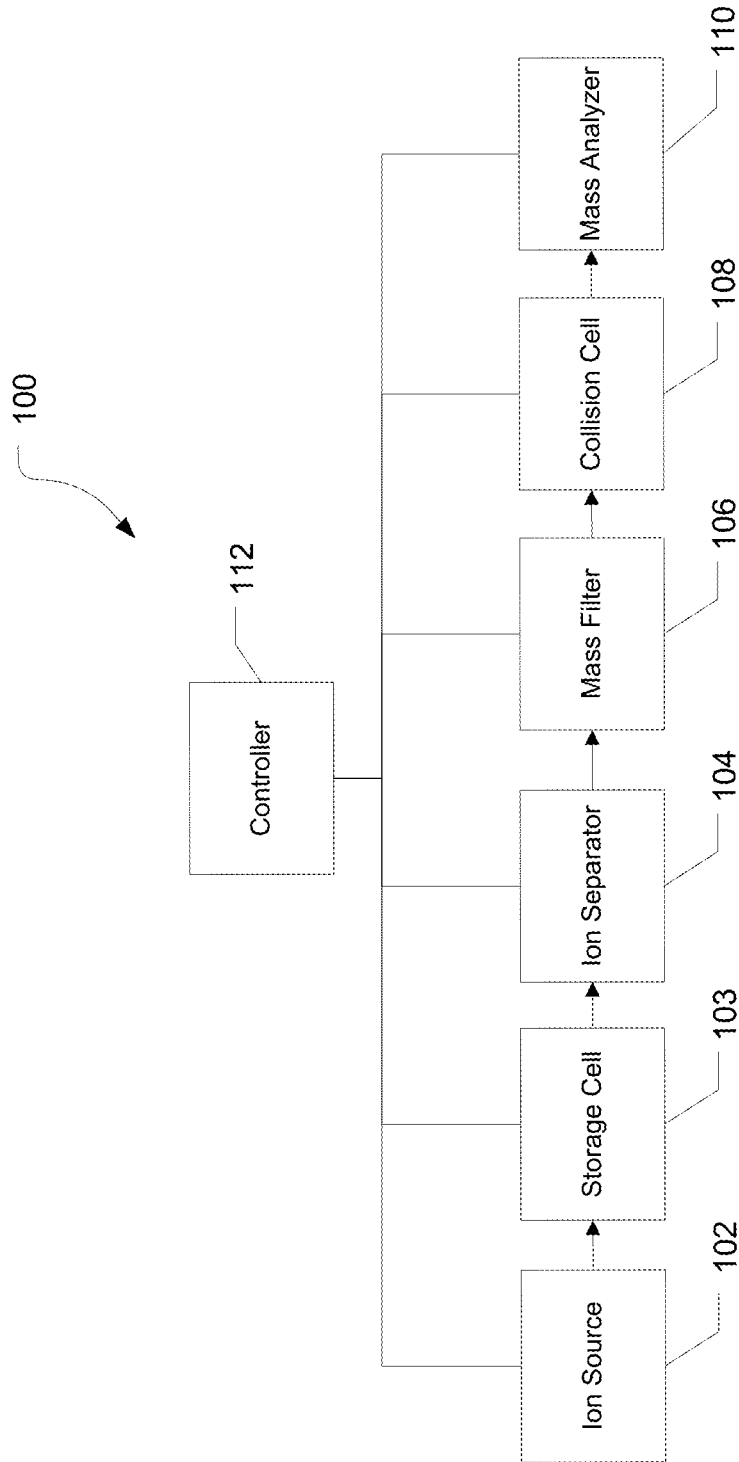 100
Controller
112
Ion Source
Storage Cell
Ion Separator
Mass Filter
Collision Cell
Mass Analyzer
102
103
104
106
108
110